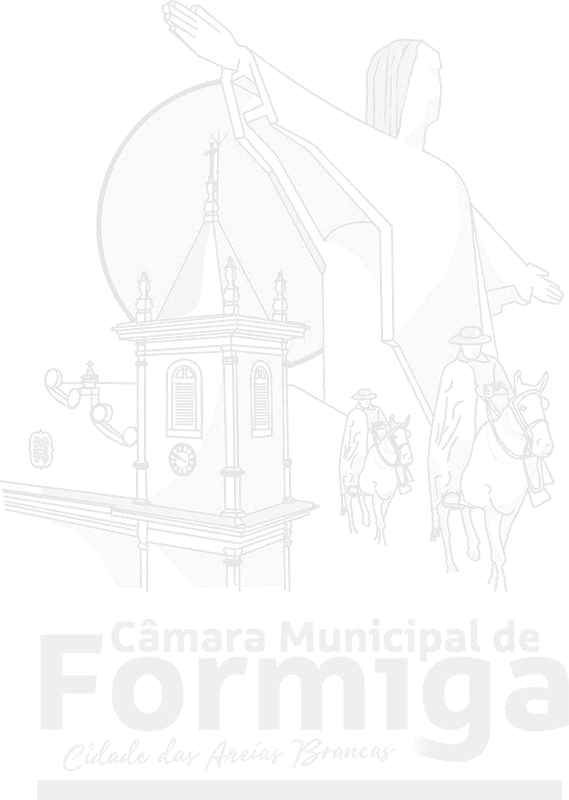 Câmara Municipal de
Formiga
Cidade das Areias Brancas